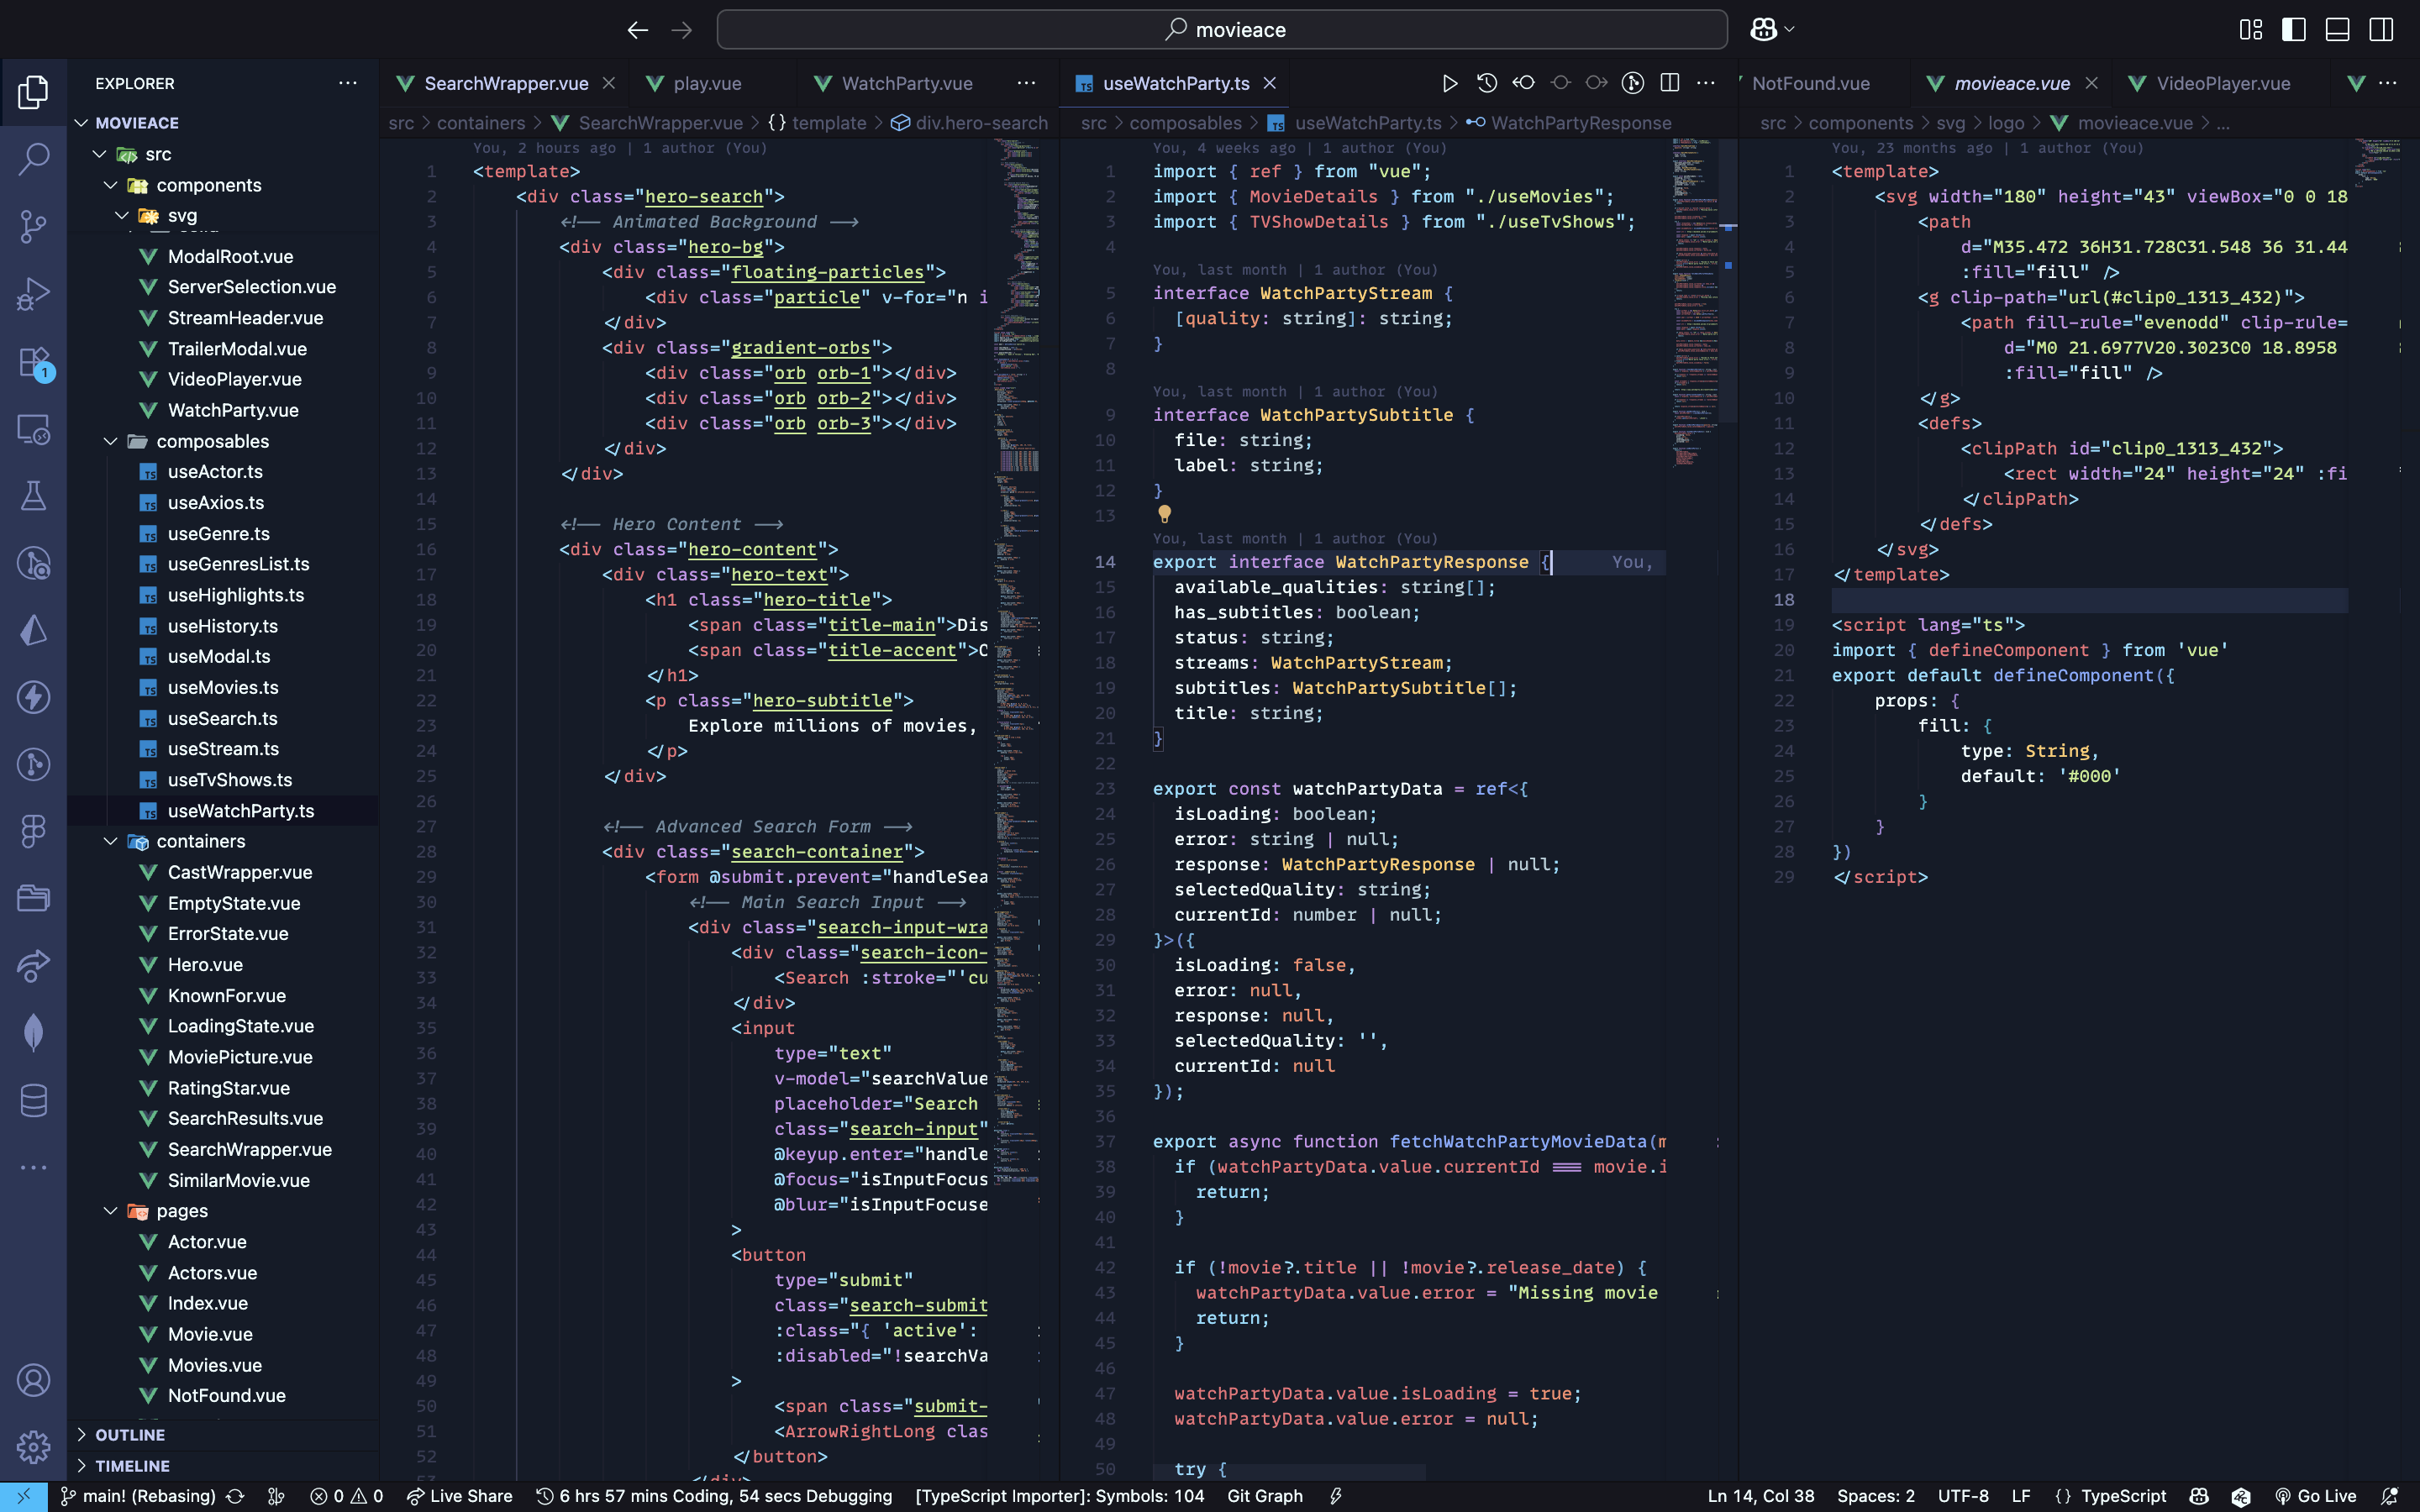 movieace
EXPLORER
MOVIEACE
src
components
svg
ModalRoot.vue
ServerSelection.vue
StreamHeader.vue
TrailerModal.vue
VideoPlayer.vue
WatchParty.vue
composables
useActor.ts
useAxios.ts
useGenre.ts
useGenresList.ts
useHighlights.ts
useHistory.ts
useModal.ts
useMovies.ts
useSearch.ts
useStream.ts
useTvShows.ts
useWatchParty.ts
containers
CastWrapper.vue
EmptyState.vue
ErrorState.vue
Hero.vue
KnownFor.vue
LoadingState.vue
MoviePicture.vue
RatingStar.vue
SearchResults.vue
SearchWrapper.vue
SimilarMovie.vue
pages
Actor.vue
Actors.vue
Index.vue
Movie.vue
Movies.vue
NotFound.vue
OUTLINE
TIMELINE
1
SearchWrapper.vue play.vue WatchParty.vue
src > containers > SearchWrapper.vue > {} template > div.hero-search
You, 2 hours ago | 1 author (You)
1 <template>
2 <div class="hero-search">
3 <!-- Animated Background -->
4 <div class="hero-bg">
5 <div class="floating-particles">
6 <div class="particle" v-for="n i
7 </div>
8 <div class="gradient-orbs">
9 <div class="orb orb-1"></div>
10 <div class="orb orb-2"></div>
11 <div class="orb orb-3"></div>
12 </div>
13 </div>
14
15 <!-- Hero Content -->
16 <div class="hero-content">
17 <div class="hero-text">
18 <h1 class="hero-title">
19 <span class="title-main">Dis
20 <span class="title-accent">C
21 </h1>
22 <p class="hero-subtitle">
23 Explore millions of movies,
24 </p>
25 </div>
26
27 <!-- Advanced Search Form -->
28 <div class="search-container">
29 <form @submit.prevent="handleSea
30 <!-- Main Search Input -->
31 <div class="search-input-wra
32 <div class="search-icon-
33 <Search :stroke="'cu
34 </div>
35 <input
36 type="text"
37 v-model="searchValue
38 placeholder="Search
39 class="search-input"
40 @keyup.enter="handle
41 @focus="isInputFocus
42 @blur="isInputFocuse
43 >
44 <button
45 type="submit"
46 class="search-submit
47 :class="{ 'active':
48 :disabled="!searchVa
49 >
50 <span class="submit-
51 <ArrowRightLong clas
52 </button>
53 </div>
useWatchParty.ts
src > composables > useWatchParty.ts > WatchPartyResponse
You, 4 weeks ago | 1 author (You)
1 import { ref } from "vue";
2 import { MovieDetails } from "./useMovies";
3 import { TVShowDetails } from "./useTvShows";
4
You, last month | 1 author (You)
5 interface WatchPartyStream {
6 [quality: string]: string;
7 }
8
You, last month | 1 author (You)
9 interface WatchPartySubtitle {
10 file: string;
11 label: string;
12 }
13
You, last month | 1 author (You)
14 export interface WatchPartyResponse { You,
15 available_qualities: string[];
16 has_subtitles: boolean;
17 status: string;
18 streams: WatchPartyStream;
19 subtitles: WatchPartySubtitle[];
20 title: string;
21 }
22
23 export const watchPartyData = ref<{
24 isLoading: boolean;
25 error: string | null;
26 response: WatchPartyResponse | null;
27 selectedQuality: string;
28 currentId: number | null;
29 }>({
30 isLoading: false,
31 error: null,
32 response: null,
33 selectedQuality: '',
34 currentId: null
35 });
36
37 export async function fetchWatchPartyMovieData(m
38 if (watchPartyData.value.currentId === movie.i
39 return;
40 }
41
42 if (!movie?.title || !movie?.release_date) {
43 watchPartyData.value.error = "Missing movie
44 return;
45 }
46
47 watchPartyData.value.isLoading = true;
48 watchPartyData.value.error = null;
49
50 try {
NotFound.vue movieace.vue VideoPlayer.vue
src > components > svg > logo > movieace.vue > ...
You, 23 months ago | 1 author (You)
1 <template>
2 <svg width="180" height="43" viewBox="0 0 18
3 <path
4 d="M35.472 36H31.728C31.548 36 31.44
5 :fill="fill" />
6 <g clip-path="url(#clip0_1313_432)">
7 <path fill-rule="evenodd" clip-rule=
8 d="M0 21.6977V20.3023C0 18.8958
9 :fill="fill" />
10 </g>
11 <defs>
12 <clipPath id="clip0_1313_432">
13 <rect width="24" height="24" :fi
14 </clipPath>
15 </defs>
16 </svg>
17 </template>
18
19 <script lang="ts">
20 import { defineComponent } from 'vue'
21 export default defineComponent({
22 props: {
23 fill: {
24 type: String,
25 default: '#000'
26 }
27 }
28 })
29 </script>
main! (Rebasing) 0 0 Live Share 6 hrs 57 mins Coding, 54 secs Debugging [TypeScript Importer]: Symbols: 104 Git Graph Ln 14, Col 38 Spaces: 2 UTF-8 LF {} TypeScript Go Live